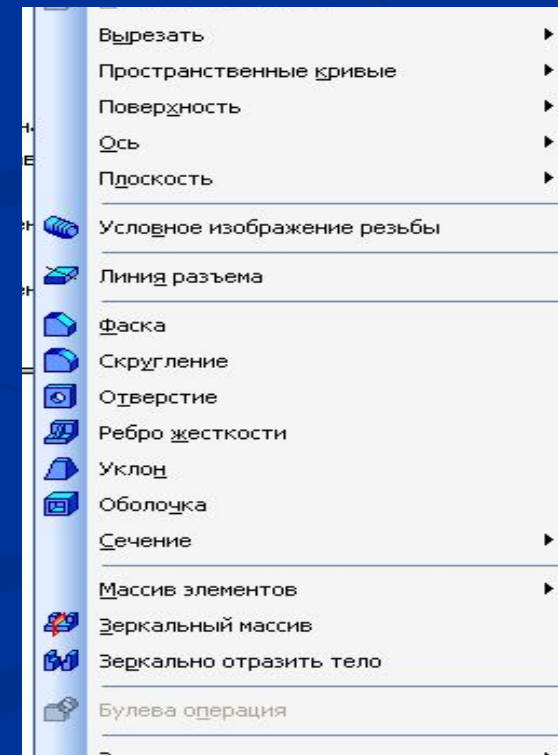 Вырезать
Пространственные кривые
Поверхность
Ось
Плоскость
Условное изображение резьбы
Линия разъема
Фаска
Скругление
Отверстие
Ребро жесткости
Уклон
Оболочка
Сечение
Массив элементов
Зеркальный массив
Зеркально отразить тело
Булева операция